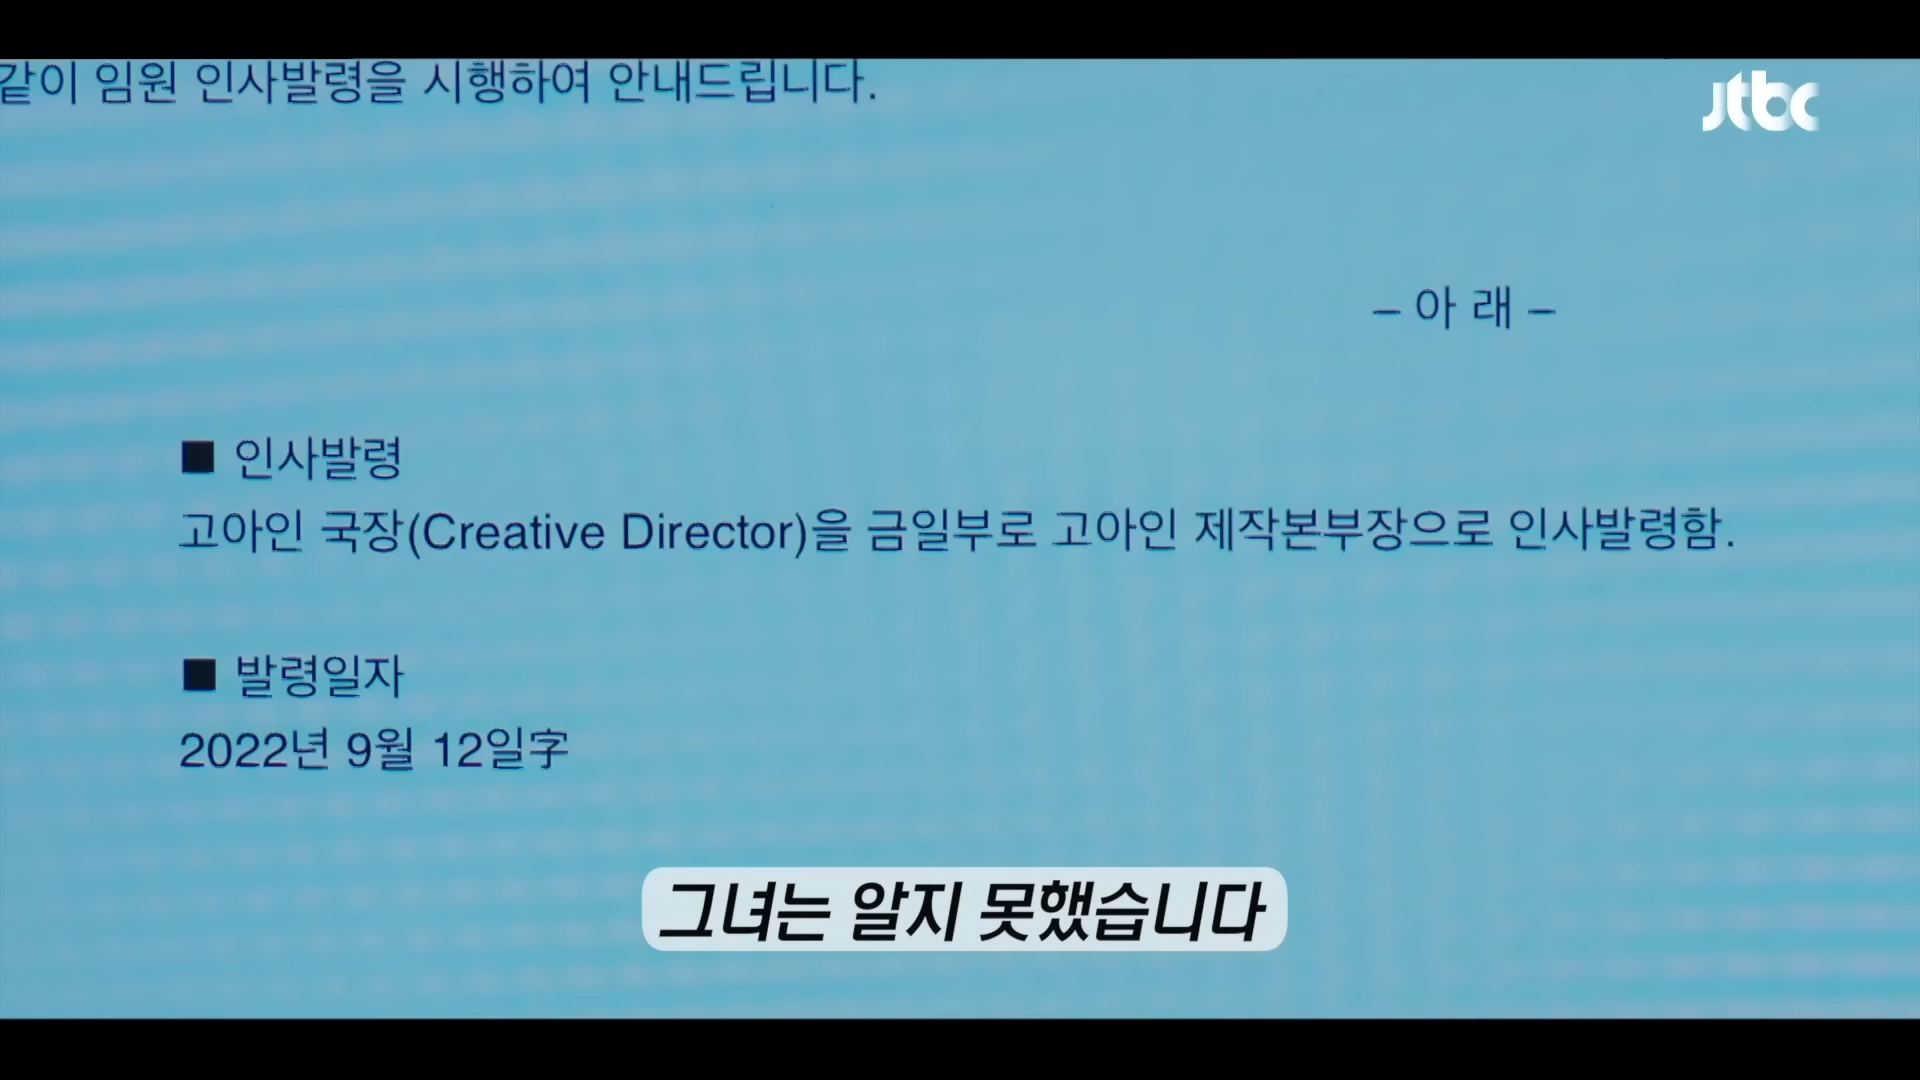 같이 임원 인사발령을 시행하여 안내드립니다.
jtbc
– 아 래 –
■ 인사발령
고아인 국장(Creative Director)을 금일부로 고아인 제작본부장으로 인사발령함.
■ 발령일자
2022년 9월 12일字
그녀는 알지 못했습니다